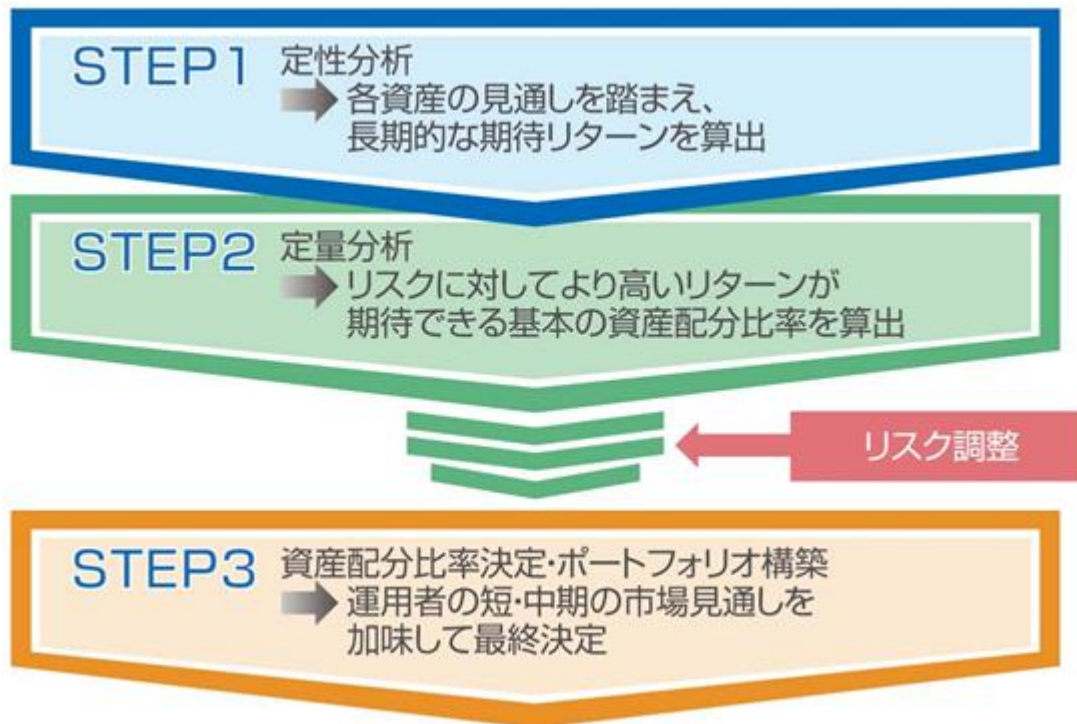 STEP1 定性分析
各資産の見通しを踏まえ、
長期的な期待リターンを算出
STEP2 定量分析
リスクに対してより高いリターンが
期待できる基本の資産配分比率を算出
リスク調整
STEP3 資産配分比率決定・ポートフォリオ構築
運用者の短・中期の市場見通しを
加味して最終決定